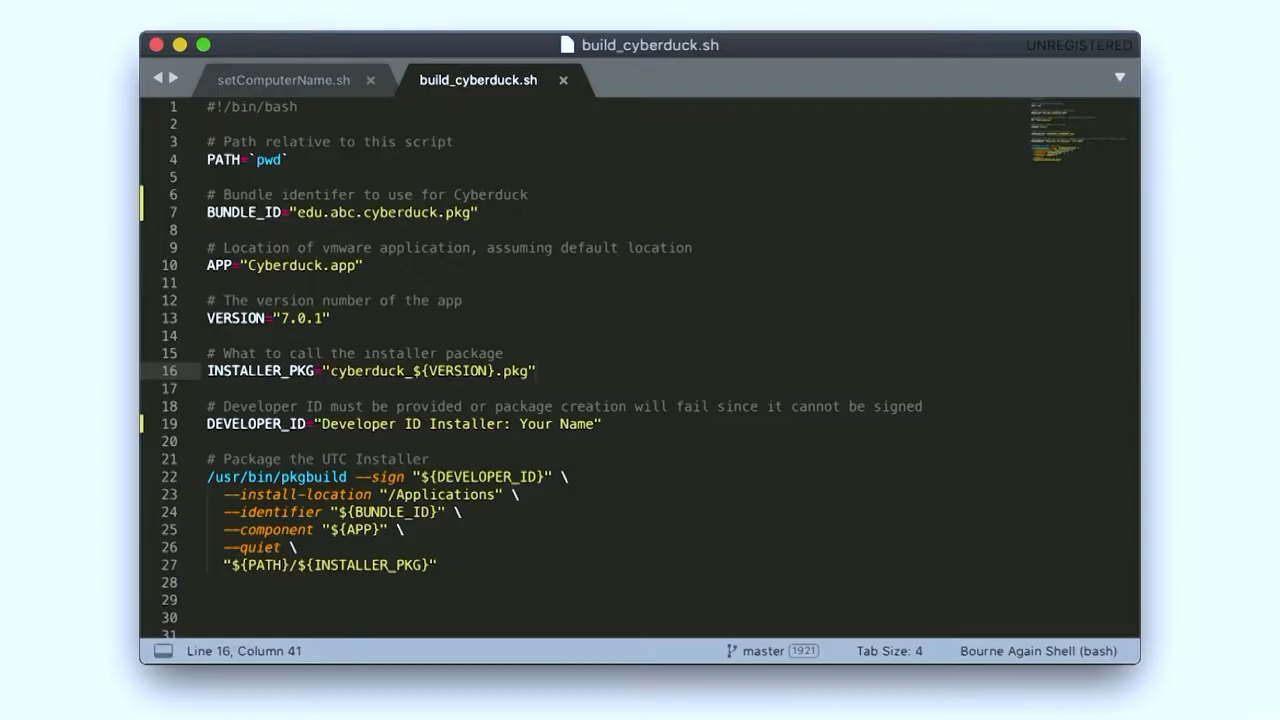 build_cyberduck.sh
UNREGISTERED
setComputerName.sh
build_cyberduck.sh
1 #!/bin/bash
2
3 # Path relative to this script
4 PATH=`pwd`
5
6 # Bundle identifer to use for Cyberduck
7 BUNDLE_ID="edu.abc.cyberduck.pkg"
8
9 # Location of vmware application, assuming default location
10 APP="Cyberduck.app"
11
12 # The version number of the app
13 VERSION="7.0.1"
14
15 # What to call the installer package
16 INSTALLER_PKG="cyberduck_${VERSION}.pkg"
17
18 # Developer ID must be provided or package creation will fail since it cannot be signed
19 DEVELOPER_ID="Developer ID Installer: Your Name"
20
21 # Package the UTC Installer
22 /usr/bin/pkgbuild --sign "${DEVELOPER_ID}" \
23 --install-location "/Applications" \
24 --identifier "${BUNDLE_ID}" \
25 --component "${APP}" \
26 --quiet \
27 "${PATH}/${INSTALLER_PKG}"
28
29
30
31
Line 16, Column 41
master 1921
Tab Size: 4
Bourne Again Shell (bash)